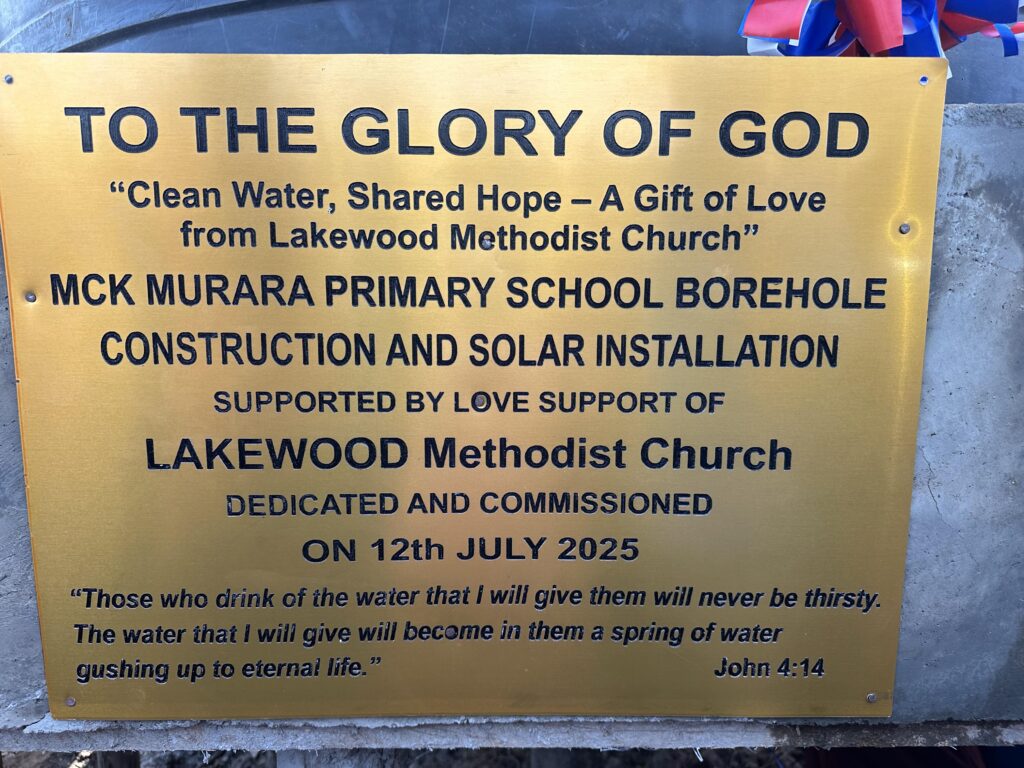 TO THE GLORY OF GOD
“Clean Water, Shared Hope – A Gift of Love
from Lakewood Methodist Church”
MCK MURARA PRIMARY SCHOOL BOREHOLE
CONSTRUCTION AND SOLAR INSTALLATION
SUPPORTED BY LOVE SUPPORT OF
LAKEWOOD Methodist Church
DEDICATED AND COMMISSIONED
ON 12th JULY 2025
“Those who drink of the water that I will give them will never be thirsty.
The water that I will give will become in them a spring of water
gushing up to eternal life.” John 4:14